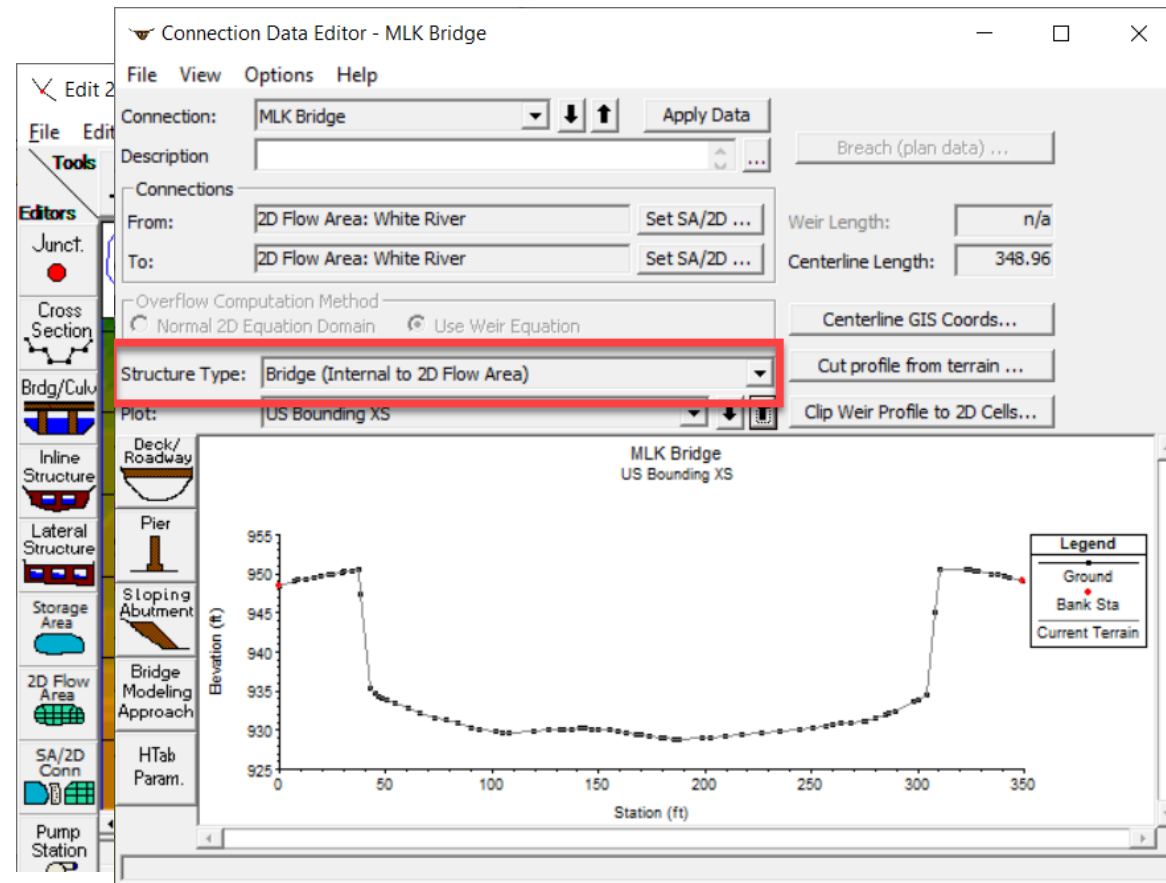 Connection Data Editor - MLK Bridge
File View Options Help
Connection:
MLK Bridge
Apply Data
Description
...
Breach (plan data) ...
Connections
From:
2D Flow Area: White River
Set SA/2D ...
Weir Length:
n/a
To:
2D Flow Area: White River
Set SA/2D ...
Centerline Length:
348.96
Overflow Computation Method
Normal 2D Equation Domain
Use Weir Equation
Centerline GIS Coords...
Structure Type:
Bridge (Internal to 2D Flow Area)
Cut profile from terrain ...
Plot:
US Bounding XS
Clip Weir Profile to 2D Cells...
Deck/
Roadway
Pier
Sloping
Abutment
Bridge
Modeling
Approach
HTab
Param.
MLK Bridge
US Bounding XS
955
950
945
940
935
930
925
Elevation (ft)
0 50 100 150 200 250 300 350
Station (ft)
Legend
Ground
Bank Sta
Current Terrain
Edit 2
File Edit
Tools
Editors
Junct.
Cross
Section
Brdg/Culv
Inline
Structure
Lateral
Structure
Storage
Area
2D Flow
Area
SA/2D
Conn
Pump
Station